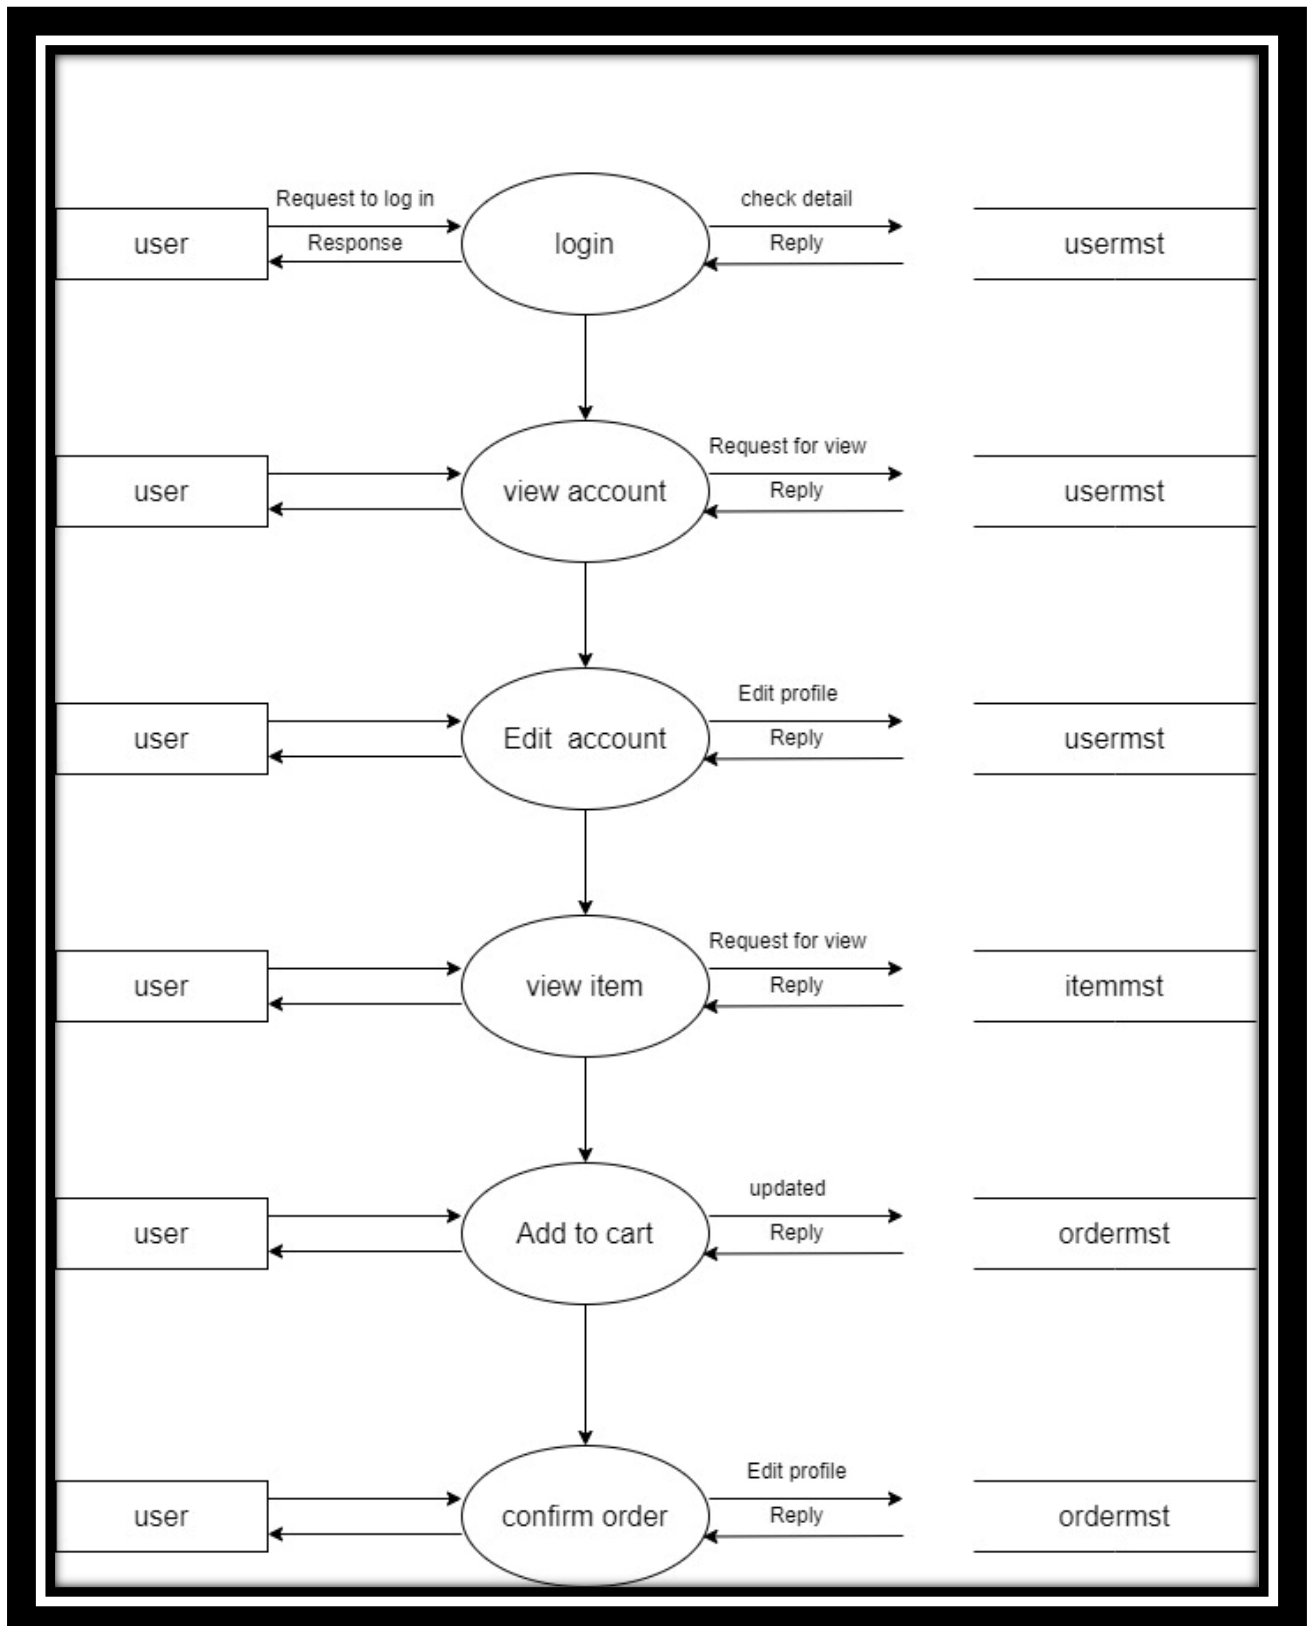 Request to log in
check detail
user
Response
login
Reply
usermst
Request for view
user
view account
Reply
usermst
Edit profile
user
Edit  account
Reply
usermst
Request for view
user
view item
Reply
itemmst
updated
user
Add to cart
Reply
ordermst
Edit profile
user
confirm order
Reply
ordermst